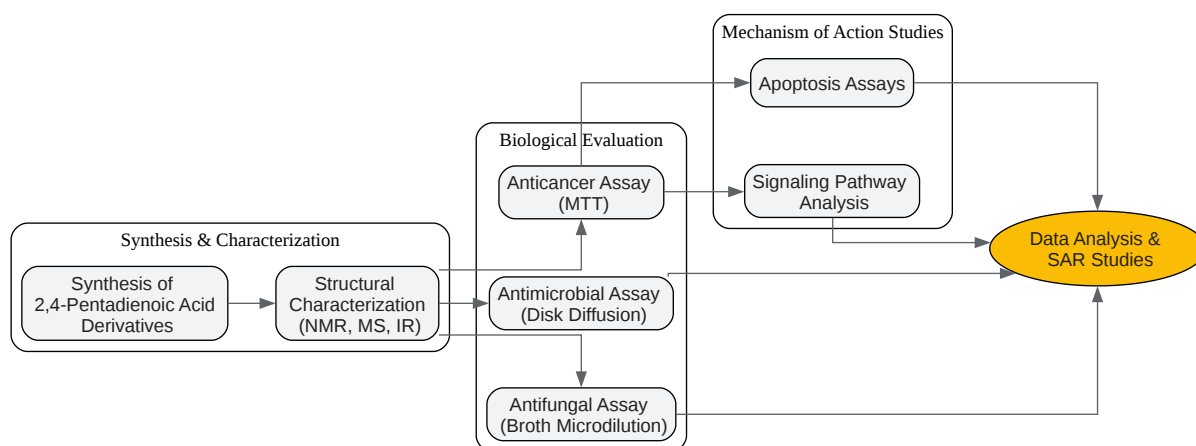 Synthesis & Characterization
Synthesis of
2,4-Pentadienoic Acid
Derivatives
Structural
Characterization
(NMR, MS, IR)
Biological Evaluation
Anticancer Assay
(MTT)
Antimicrobial Assay
(Disk Diffusion)
Antifungal Assay
(Broth Microdilution)
Mechanism of Action Studies
Apoptosis Assays
Signaling Pathway
Analysis
Data Analysis &
SAR Studies